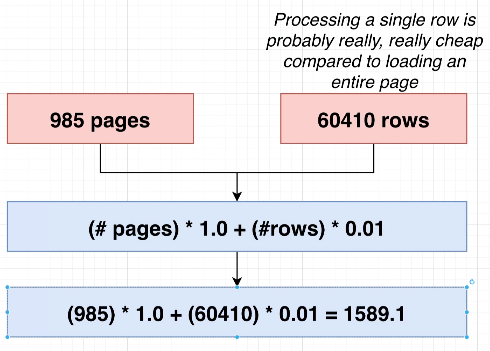 Processing a single row is
probably really, really cheap
compared to loading an
entire page
985 pages
60410 rows
(# pages) * 1.0 + (#rows) * 0.01
(985) * 1.0 + (60410) * 0.01 = 1589.1